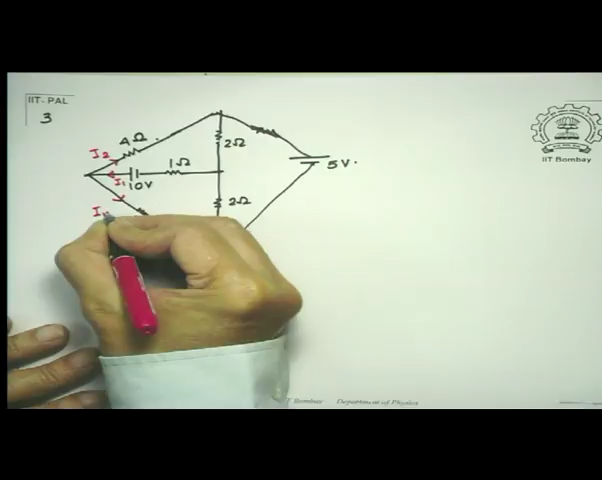 IIT- PAL
3
IIT Bombay
4Ω
2Ω
I2
1Ω
5V.
I1
10V
2Ω
IIT Bombay Department of Physics